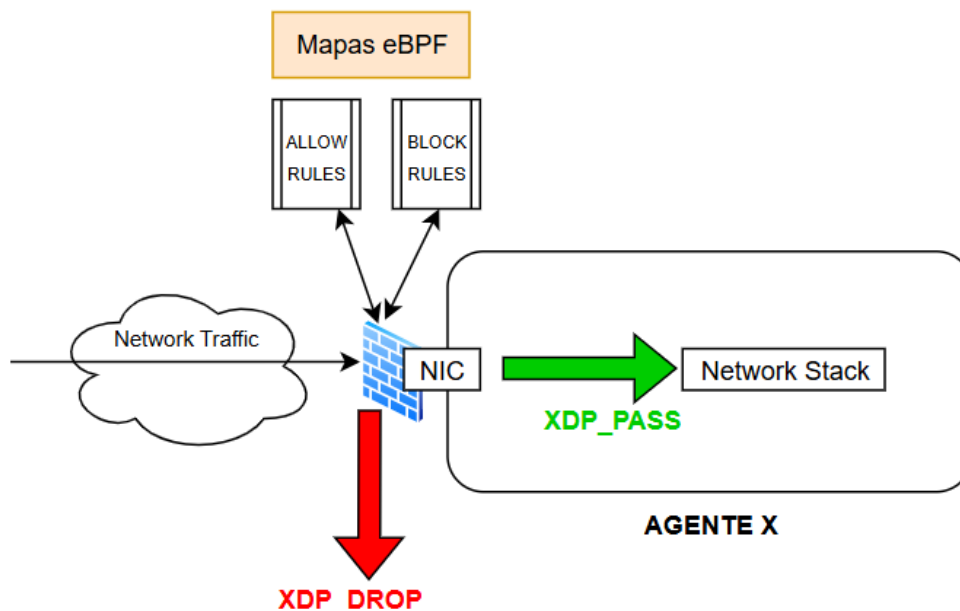 Mapas eBPF
ALLOW
RULES
BLOCK
RULES
Network Traffic
NIC
Network Stack
XDP_PASS
AGENTE X
XDP_DROP